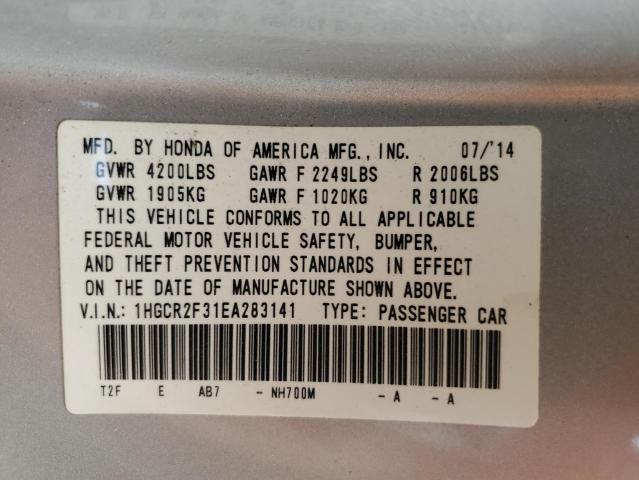 MFD. BY HONDA OF AMERICA MFG., INC. 07/'14
GVWR 4200LBS GAWR F 2249LBS R 2006LBS
GVWR 1905KG GAWR F 1020KG R 910KG
THIS VEHICLE CONFORMS TO ALL APPLICABLE
FEDERAL MOTOR VEHICLE SAFETY, BUMPER,
AND THEFT PREVENTION STANDARDS IN EFFECT
ON THE DATE OF MANUFACTURE SHOWN ABOVE.
V.I.N.: 1HGCR2F31EA283141 TYPE: PASSENGER CAR
T2F E AB7 - NH700M - A - A